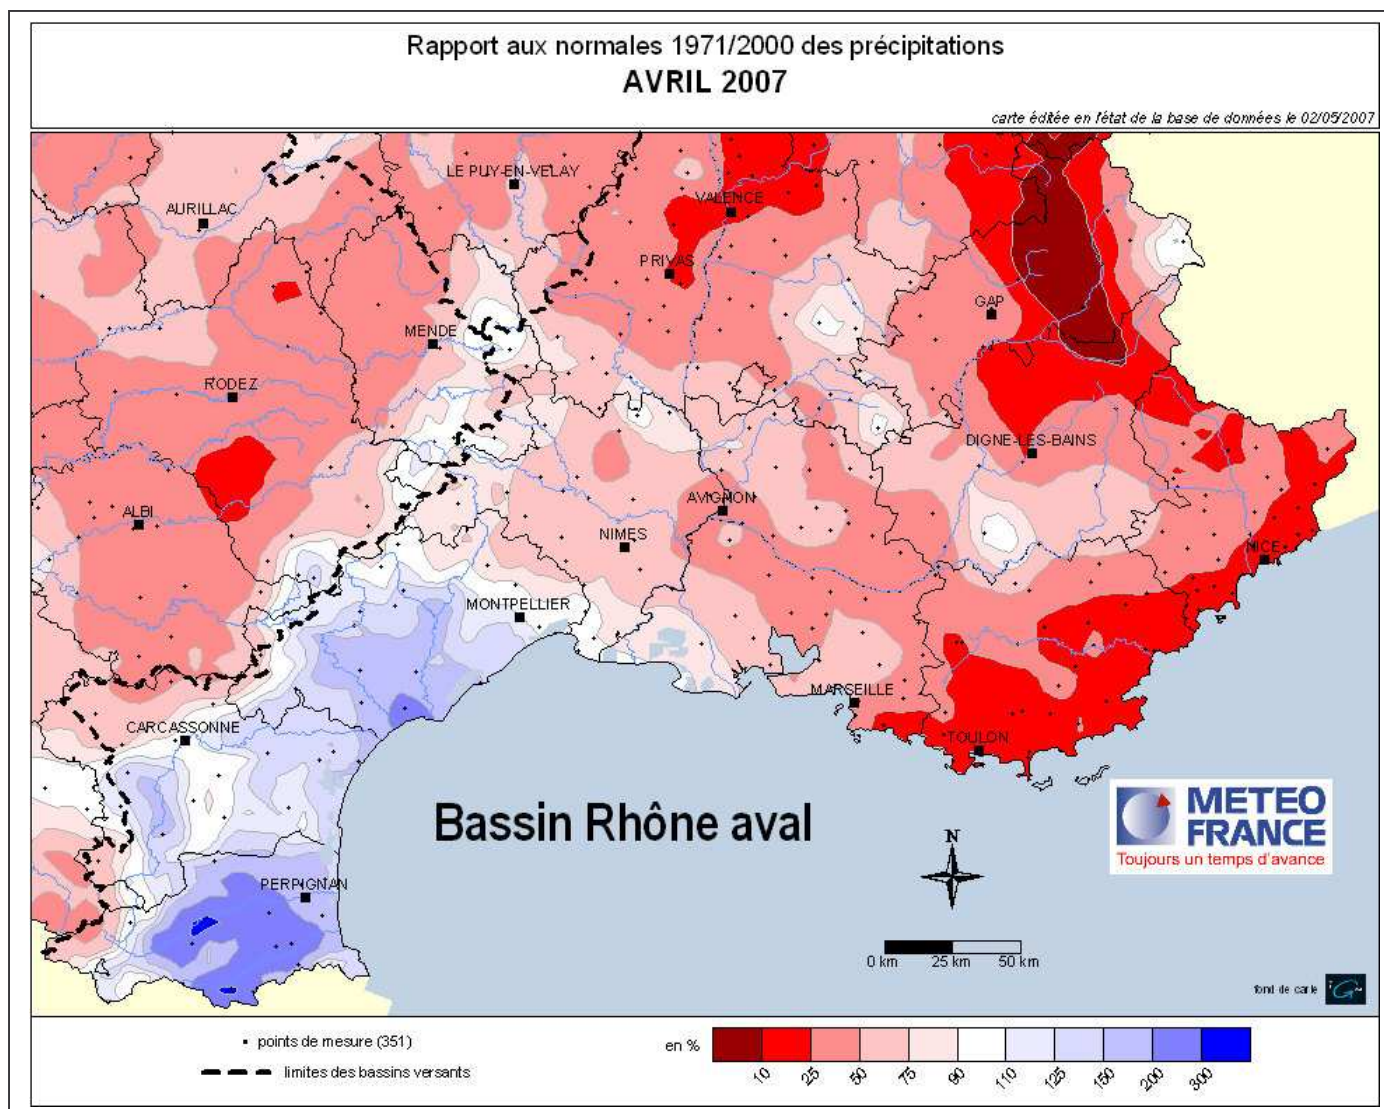 Rapport aux normales 1971/2000 des précipitations
AVRIL 2007
carte éditée en l'état de la base de données le 02/05/2007
LE PUY-EN-VELAY
AURILLAC
VALENCE
PRIVAS
GAP
MENDE
RODEZ
DIGNE-LES-BAINS
AVIGNON
ALBI
NIMES
NICE
MONTPELLIER
MARSEILLE
CARCASSONNE
TOULON
METEO
FRANCE
Toujours un temps d'avance
Bassin Rhône aval
N
PERPIGNAN
0 km 25 km 50 km
fond de carte
points de mesure (351)
limites des bassins versants
en %
10 25 50 75 90 110 125 150 200 300